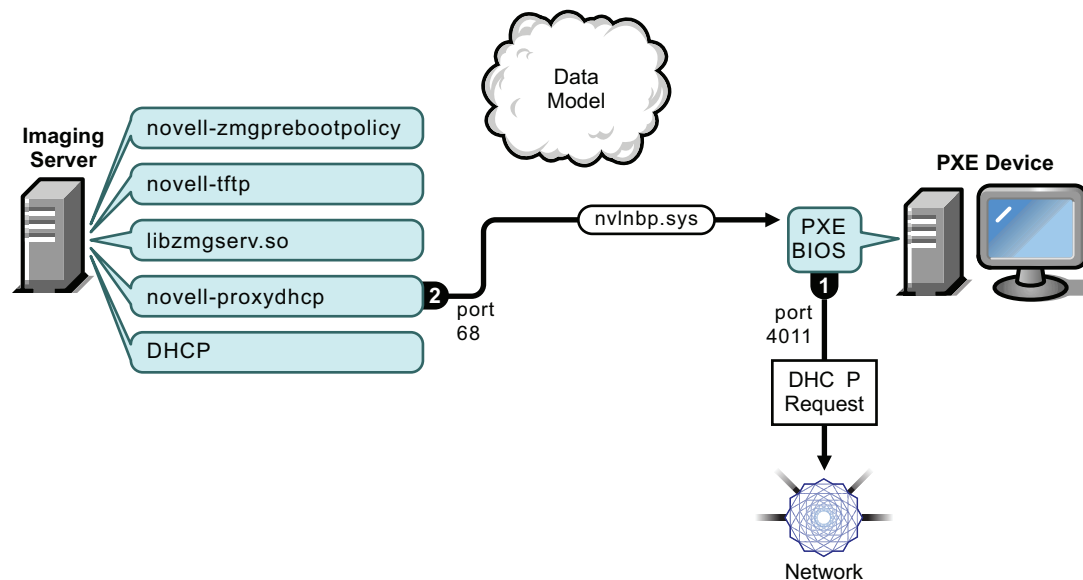 Data
Model
Imaging
Server
novell-zmgprebootpolicy
novell-tftp
libzmgserv.so
novell-proxydhcp
DHCP
2
port
68
nvlnbp.sys
PXE
BIOS
1
PXE Device
port
4011
DHC P
Request
Network